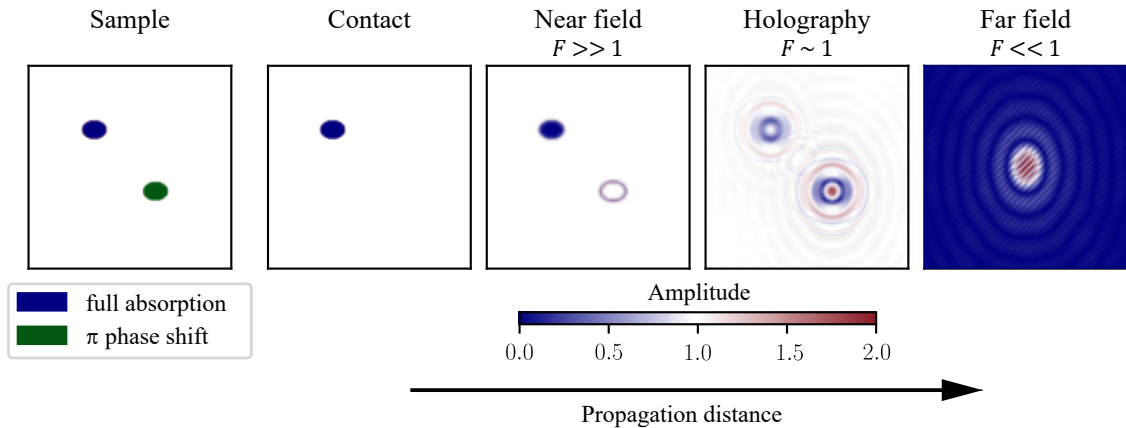 Sample
Contact
Near field
F >> 1
Holography
F ~ 1
Far field
F << 1
full absorption
π phase shift
Amplitude
0.0 0.5 1.0 1.5 2.0
Propagation distance